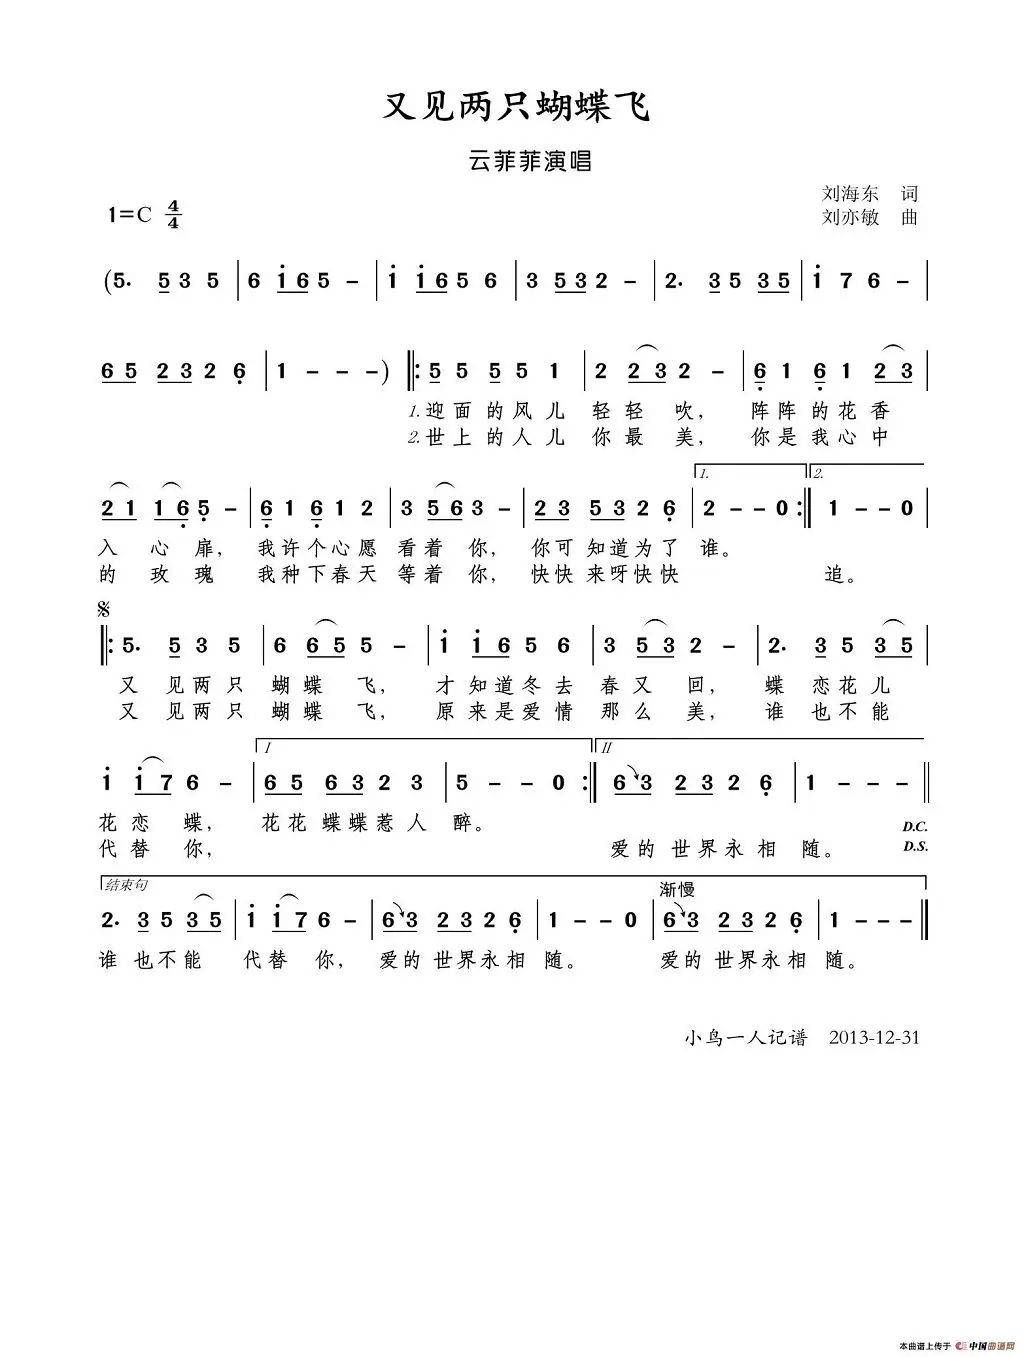 又见两只蝴蝶飞
云菲菲演唱
刘海东 词
1=C 4/4
刘亦敏 曲
(5. 5 3 5 | 6 i 6 5 - | i i 6 5 6 | 3 5 3 2 - | 2. 3 5 3 5 | i 7 6 - |
6 5 2 3 2 6 | 1 - - - ) ‖: 5 5 5 5 1 | 2 2 3 2 - | 6 1 6 1 2 3 |
1.迎面的风儿 轻轻 吹， 阵阵的花香
2.世上的人儿 你最 美， 你是我心中
1. 2.
2 1 1 6 5 - | 6 1 6 1 2 | 3 5 6 3 - | 2 3 5 3 2 6 | 2 - - 0 :‖ 1 - - 0
入 心 扉， 我许个心愿 看着 你， 你可 知道为了 谁。
的 玫 瑰 我种下春天 等着 你， 快快 来呀快快 追。
𝄋
‖: 5. 5 3 5 | 6 6 5 5 - | i i 6 5 6 | 3 5 3 2 - | 2. 3 5 3 5 |
又 见两只 蝴蝶 飞， 才知道冬去 春又 回， 蝶 恋花儿
又 见两只 蝴蝶 飞， 原来是爱情 那么 美， 谁 也不能
I II
i i 7 6 - | 6 5 6 3 2 3 | 5 - - 0 :‖ 6 3 2 3 2 6 | 1 - - - ‖
花恋 蝶， 花花 蝶蝶惹人 醉。 D.C.
代替 你， 爱的 世界永相 随。 D.S.
结束句 渐慢
2. 3 5 3 5 | i i 7 6 - | 6 3 2 3 2 6 | 1 - - 0 | 6 3 2 3 2 6 | 1 - - - ‖
谁 也不能 代替 你， 爱的 世界永相 随。 爱的 世界永相 随。
小鸟一人记谱 2013-12-31
本曲谱上传于 中国曲谱网